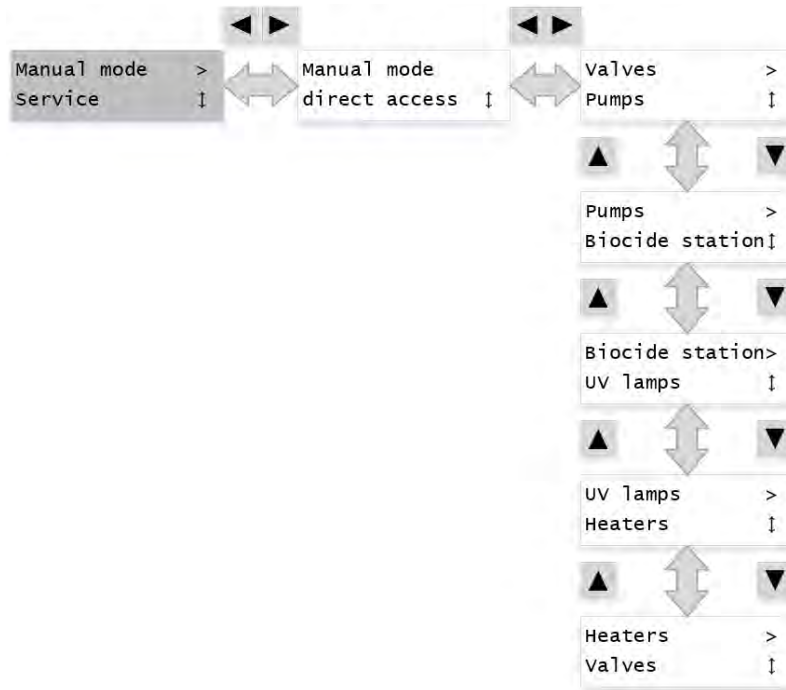 Manual mode >
Service ↕
Manual mode
direct access ↕
Valves >
Pumps ↕
Pumps >
Biocide station↕
Biocide station>
UV lamps ↕
UV lamps >
Heaters ↕
Heaters >
Valves ↕